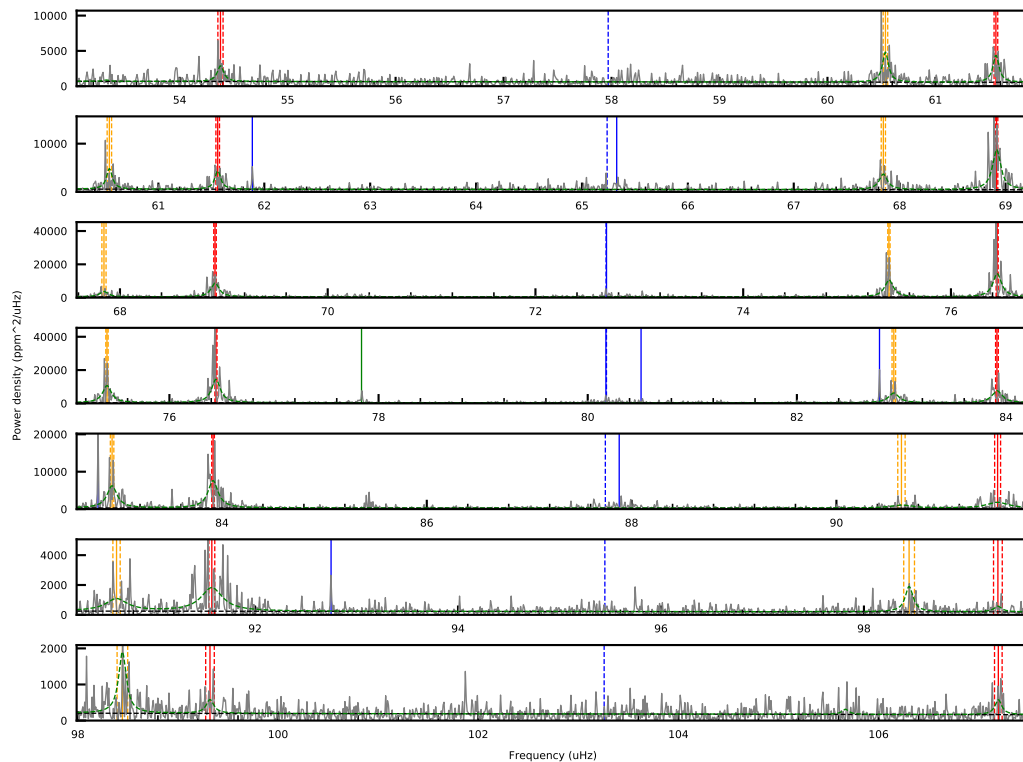 10000
5000
0
54 55 56 57 58 59 60 61
10000
0
61 62 63 64 65 66 67 68 69
40000
20000
0
68 70 72 74 76
Power density (ppm^2/uHz)
40000
20000
0
76 78 80 82 84
20000
10000
0
84 86 88 90
4000
2000
0
92 94 96 98
2000
1000
0
98 100 102 104 106
Frequency (uHz)